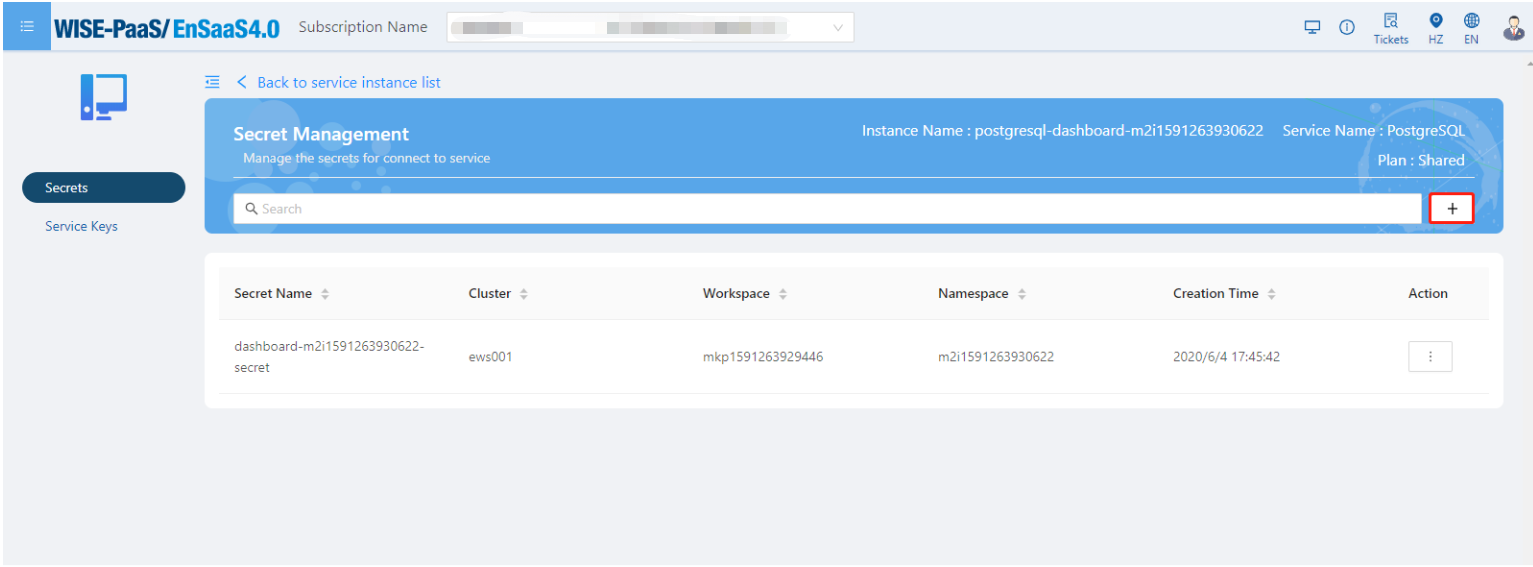 WISE-PaaS/EnSaaS4.0 Subscription Name
Tickets HZ EN
Back to service instance list
Secret Management
Manage the secrets for connect to service
Instance Name : postgresql-dashboard-m2i1591263930622 Service Name : PostgreSQL
Plan : Shared
Secrets
Service Keys
Search
+
Secret Name Cluster Workspace Namespace Creation Time Action
dashboard-m2i1591263930622-
secret
ews001 mkp1591263929446 m2i1591263930622 2020/6/4 17:45:42